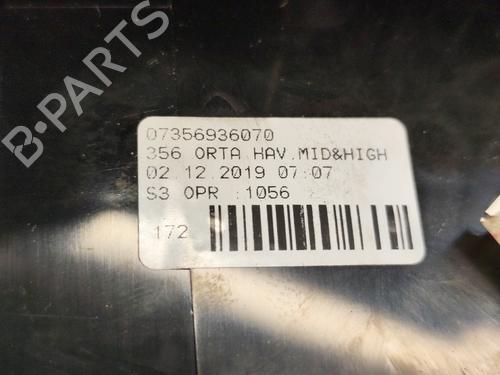 07356936070
356 ORTA HAV.MID&HIGH
02.12.2019 07:07
S3 OPR :1056
172
B-PARTS